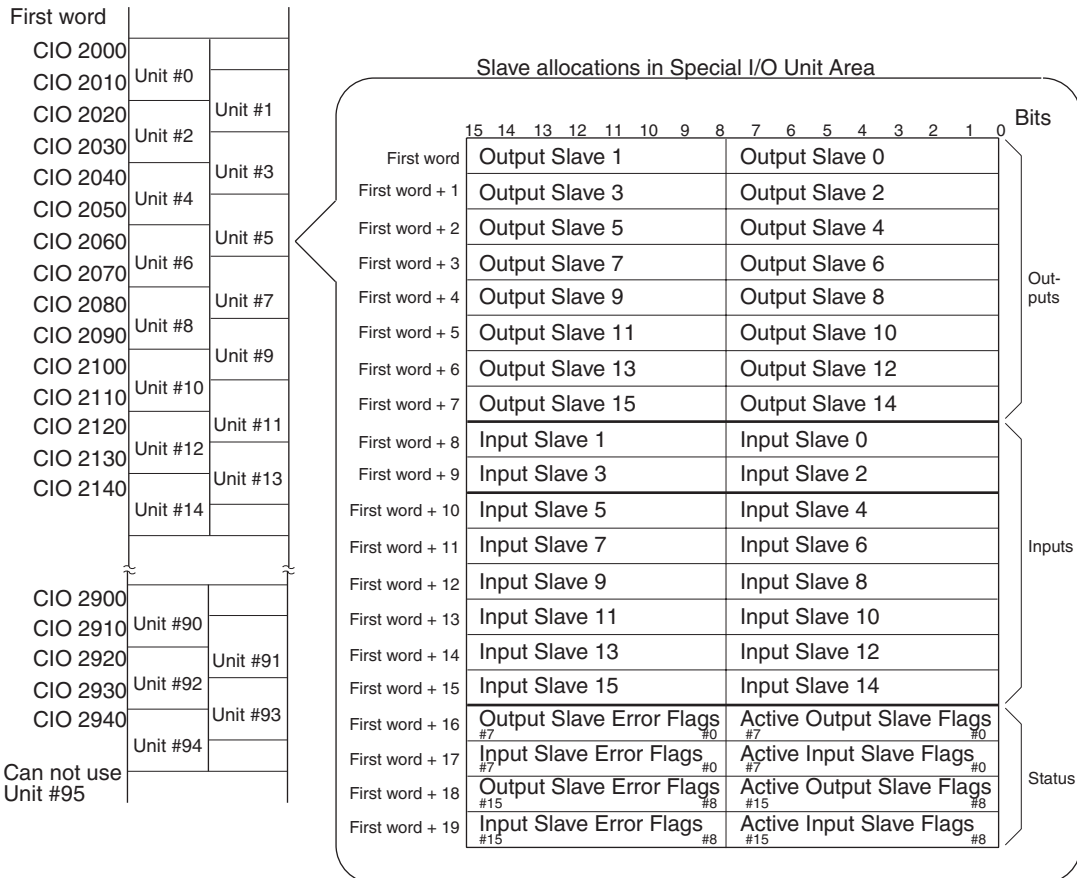 First word
CIO 2000
CIO 2010
CIO 2020
CIO 2030
CIO 2040
CIO 2050
CIO 2060
CIO 2070
CIO 2080
CIO 2090
CIO 2100
CIO 2110
CIO 2120
CIO 2130
CIO 2140
CIO 2900
CIO 2910
CIO 2920
CIO 2930
CIO 2940
Can not use
Unit #95
Unit #0
Unit #2
Unit #4
Unit #6
Unit #8
Unit #10
Unit #12
Unit #14
Unit #90
Unit #92
Unit #94
Unit #1
Unit #3
Unit #5
Unit #7
Unit #9
Unit #11
Unit #13
Unit #91
Unit #93
Slave allocations in Special I/O Unit Area
15 14 13 12 11 10 9 8 7 6 5 4 3 2 1 0 Bits
First word Output Slave 1 Output Slave 0
First word + 1 Output Slave 3 Output Slave 2
First word + 2 Output Slave 5 Output Slave 4
First word + 3 Output Slave 7 Output Slave 6
First word + 4 Output Slave 9 Output Slave 8
First word + 5 Output Slave 11 Output Slave 10
First word + 6 Output Slave 13 Output Slave 12
First word + 7 Output Slave 15 Output Slave 14
Out-
puts
First word + 8 Input Slave 1 Input Slave 0
First word + 9 Input Slave 3 Input Slave 2
First word + 10 Input Slave 5 Input Slave 4
First word + 11 Input Slave 7 Input Slave 6
First word + 12 Input Slave 9 Input Slave 8
First word + 13 Input Slave 11 Input Slave 10
First word + 14 Input Slave 13 Input Slave 12
First word + 15 Input Slave 15 Input Slave 14
Inputs
First word + 16 Output Slave Error Flags Active Output Slave Flags
#7 #0 #7 #0
First word + 17 Input Slave Error Flags Active Input Slave Flags
#7 #0 #7 #0
First word + 18 Output Slave Error Flags Active Output Slave Flags
#15 #8 #15 #8
First word + 19 Input Slave Error Flags Active Input Slave Flags
#15 #8 #15 #8
Status